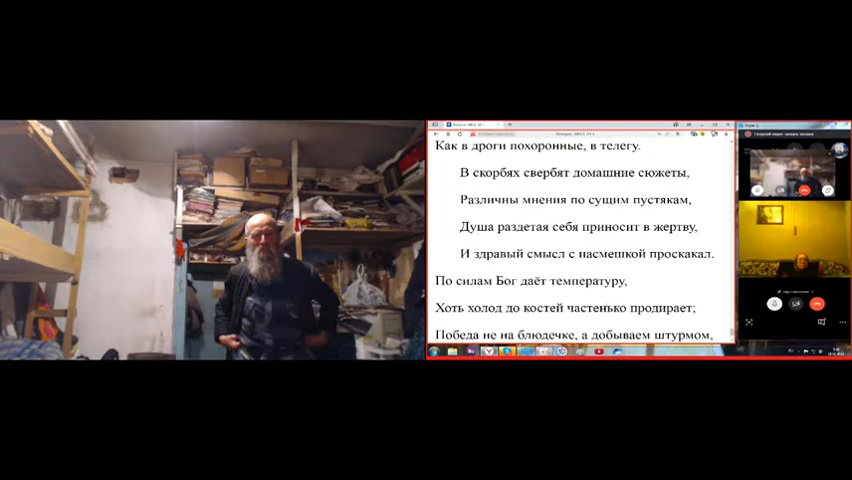 Как в дроги похоронные, в телегу.
В скорбях свербят домашние сюжеты,
Различны мнения по сущим пустякам,
Душа раздетая себя приносит в жертву,
И здравый смысл с насмешкой проскакал.
По силам Бог даёт температуру,
Хоть холод до костей частенько продирает;
Победа не на блюдечке, а добываем штурмом,